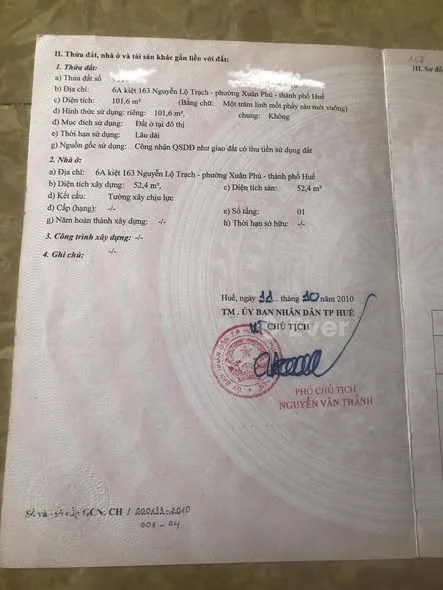 II. Thửa đất, nhà ở và tài sản khác gắn liền với đất:
1. Thửa đất:
a) Thửa đất số
b) Địa chỉ: 6A kiệt 163 Nguyễn Lộ Trạch - phường Xuân Phú - thành phố Huế
c) Diện tích: 101,6 m² (Bằng chữ: Một trăm linh một phẩy sáu mét vuông)
d) Hình thức sử dụng: riêng: 101,6 m², chung: Không
đ) Mục đích sử dụng: Đất ở tại đô thị
e) Thời hạn sử dụng: Lâu dài
g) Nguồn gốc sử dụng: Công nhận QSDĐ như giao đất có thu tiền sử dụng đất
2. Nhà ở:
a) Địa chỉ: 6A kiệt 163 Nguyễn Lộ Trạch - phường Xuân Phú - thành phố Huế
b) Diện tích xây dựng: 52,4 m², c) Diện tích sàn: 52,4 m²
d) Kết cấu: Tường xây chịu lực
đ) Cấp (hạng): -/- e) Số tầng: 01
g) Năm hoàn thành xây dựng: -/- h) Thời hạn sở hữu: -/-
3. Công trình xây dựng: -/-
4. Ghi chú: -/-
III. Sơ đồ
Huế, tháng 10 2010
TM. ỦY BAN NHÂN DÂN TP HUẾ
KT CHỦ TỊCH
PHÓ CHỦ TỊCH
NGUYỄN VĂN THÀNH
GCN. CH /